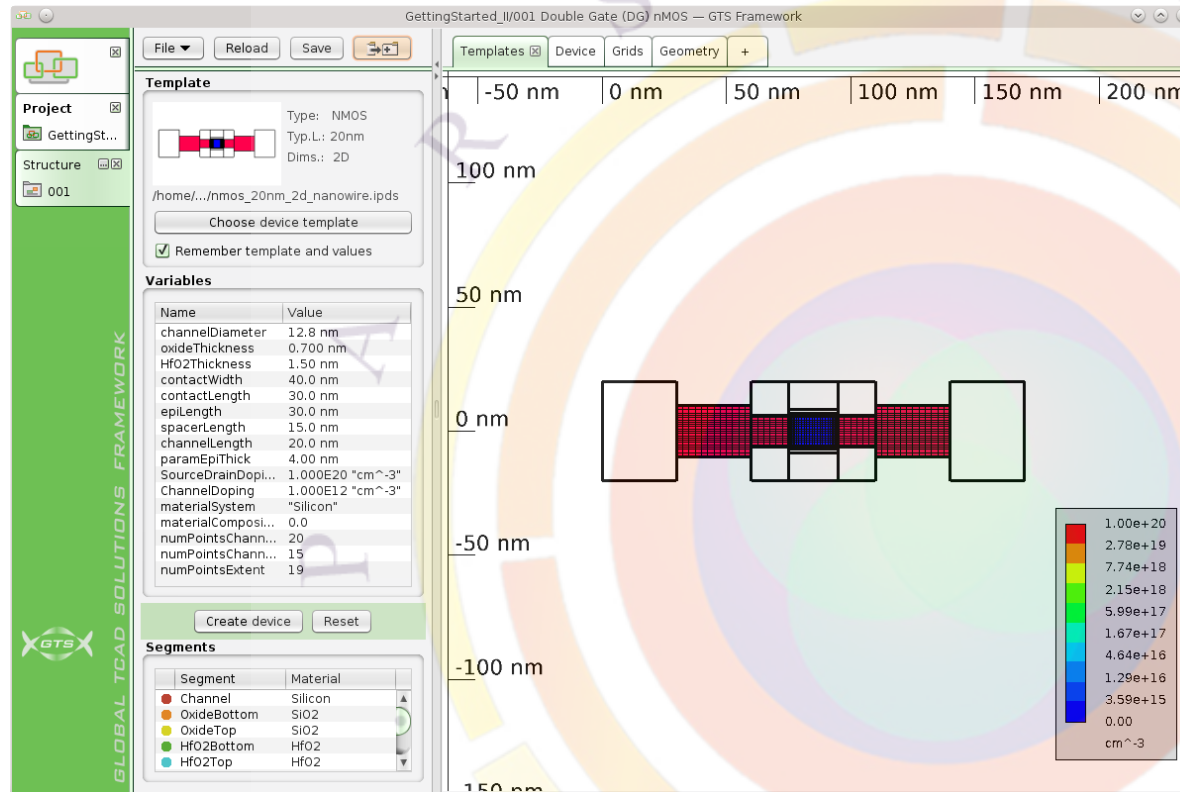 GettingStarted_II/001 Double Gate (DG) nMOS — GTS Framework
Project
GettingSt...
Structure
001
GLOBAL TCAD SOLUTIONS FRAMEWORK
GTS
File Reload Save
Template
Type: NMOS
Typ.L.: 20nm
Dims.: 2D
/home/.../nmos_20nm_2d_nanowire.ipds
Choose device template
Remember template and values
Variables
Name Value
channelDiameter 12.8 nm
oxideThickness 0.700 nm
HfO2Thickness 1.50 nm
contactWidth 40.0 nm
contactLength 30.0 nm
epiLength 30.0 nm
spacerLength 15.0 nm
channelLength 20.0 nm
paramEpiThick 4.00 nm
SourceDrainDopi... 1.000E20 "cm^-3"
ChannelDoping 1.000E12 "cm^-3"
materialSystem "Silicon"
materialComposi... 0.0
numPointsChann... 20
numPointsChann... 15
numPointsExtent 19
Create device Reset
Segments
Segment Material
Channel Silicon
OxideBottom SiO2
OxideTop SiO2
HfO2Bottom HfO2
HfO2Top HfO2
Templates Device Grids Geometry +
-50 nm 0 nm 50 nm 100 nm 150 nm 200 nm
100 nm
50 nm
0 nm
-50 nm
-100 nm
-150 nm
1.00e+20
2.78e+19
7.74e+18
2.15e+18
5.99e+17
1.67e+17
4.64e+16
1.29e+16
3.59e+15
0.00
cm^-3
P A R